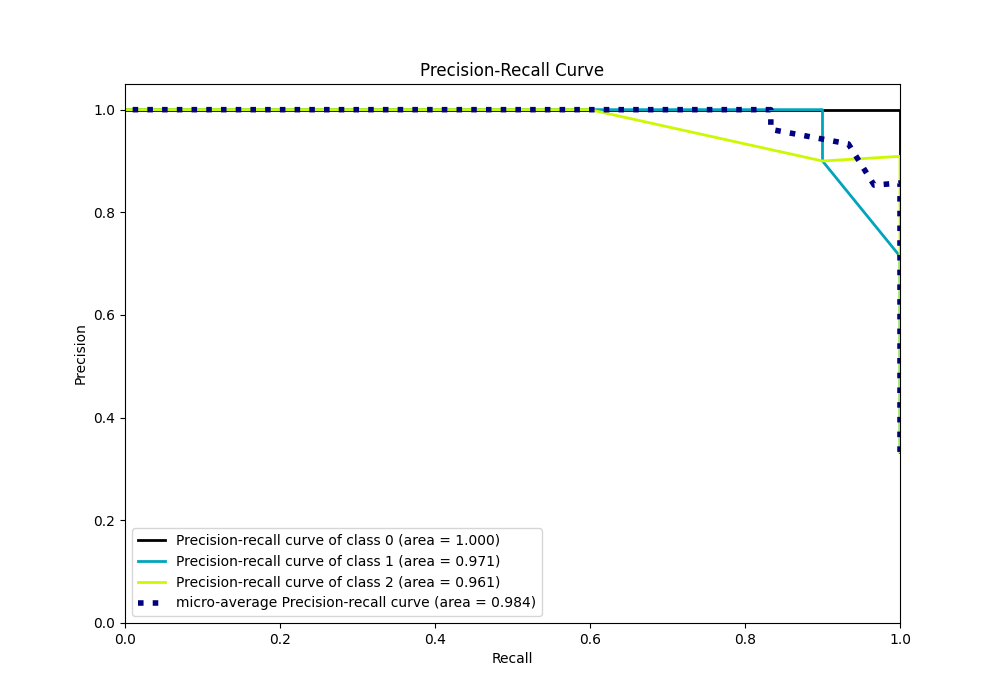 Precision-Recall Curve
1.0
0.8
0.6
0.4
0.2
0.0
Precision
Precision-recall curve of class 0 (area = 1.000)
Precision-recall curve of class 1 (area = 0.971)
Precision-recall curve of class 2 (area = 0.961)
micro-average Precision-recall curve (area = 0.984)
0.0 0.2 0.4 0.6 0.8 1.0
Recall